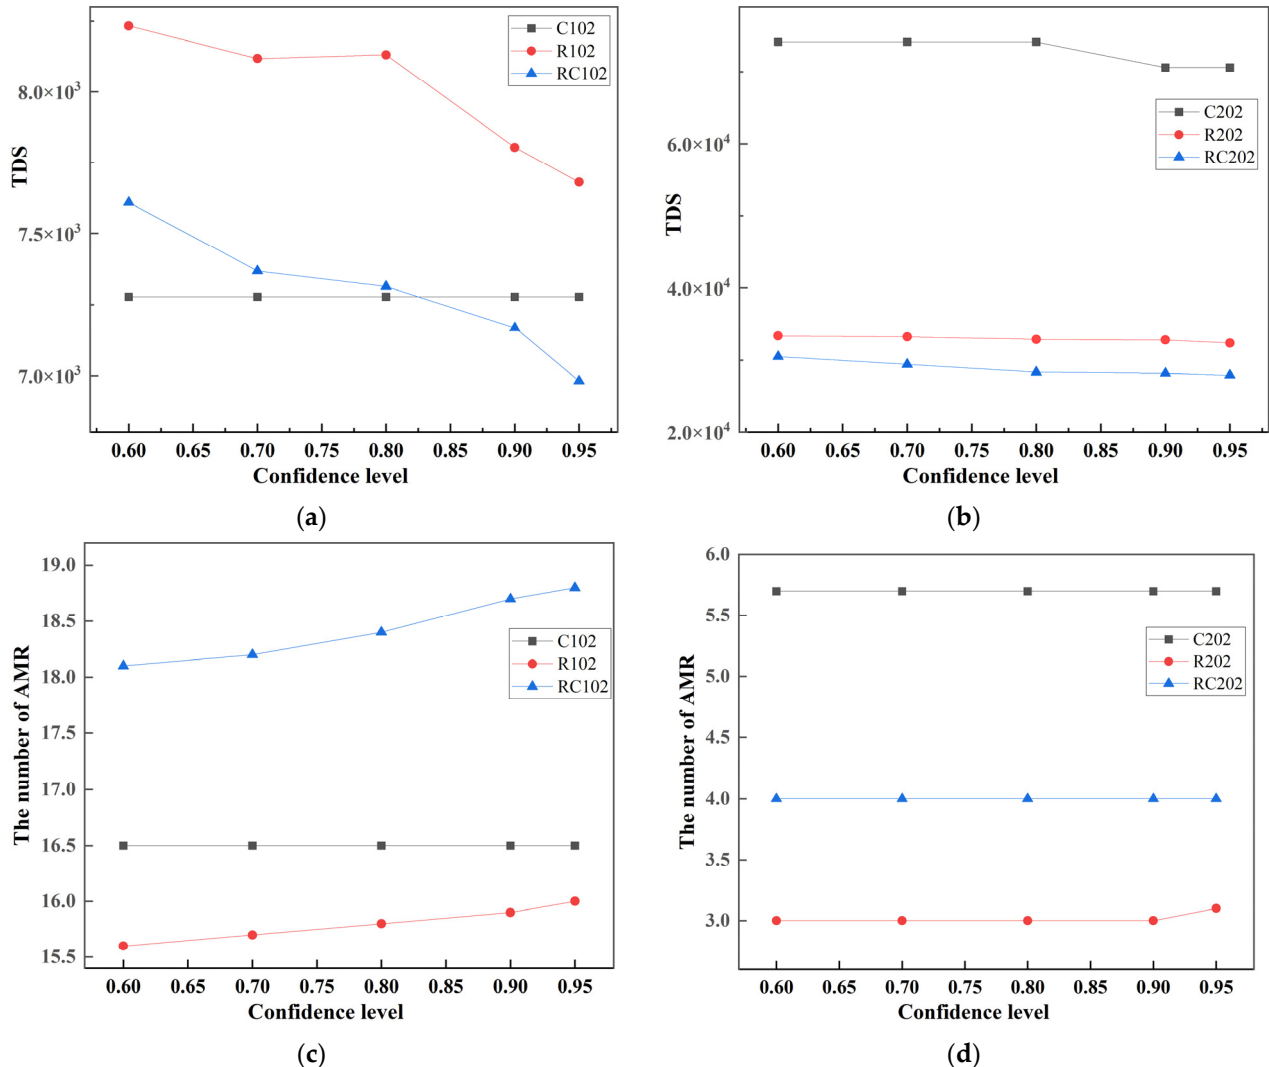 C102
R102
RC102
8.0×10³
7.5×10³
7.0×10³
TDS
0.60 0.65 0.70 0.75 0.80 0.85 0.90 0.95
Confidence level
(a)
C202
R202
RC202
6.0×10⁴
4.0×10⁴
2.0×10⁴
TDS
0.60 0.65 0.70 0.75 0.80 0.85 0.90 0.95
Confidence level
(b)
19.0
18.5
18.0
17.5
17.0
16.5
16.0
15.5
The number of AMR
C102
R102
RC102
0.60 0.65 0.70 0.75 0.80 0.85 0.90 0.95
Confidence level
(c)
6.0
5.5
5.0
4.5
4.0
3.5
3.0
The number of AMR
C202
R202
RC202
0.60 0.65 0.70 0.75 0.80 0.85 0.90 0.95
Confidence level
(d)